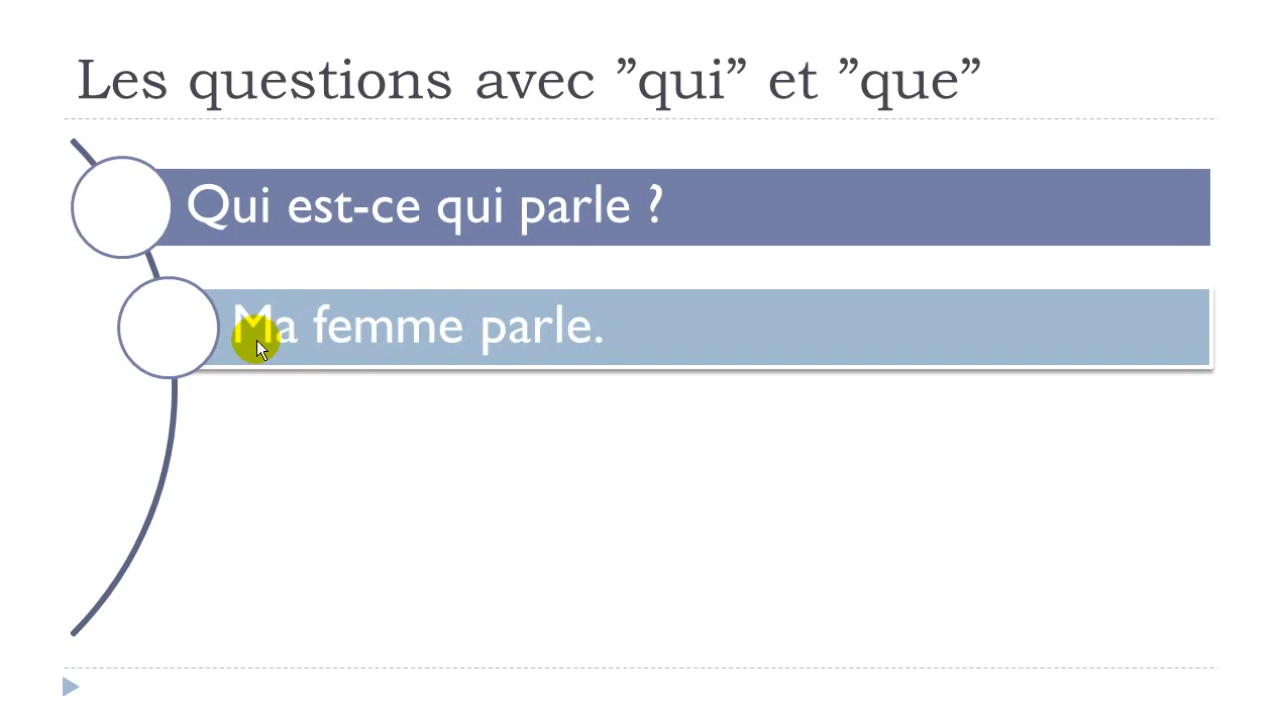 Les questions avec ”qui” et ”que”
Qui est-ce qui parle ?
Ma femme parle.